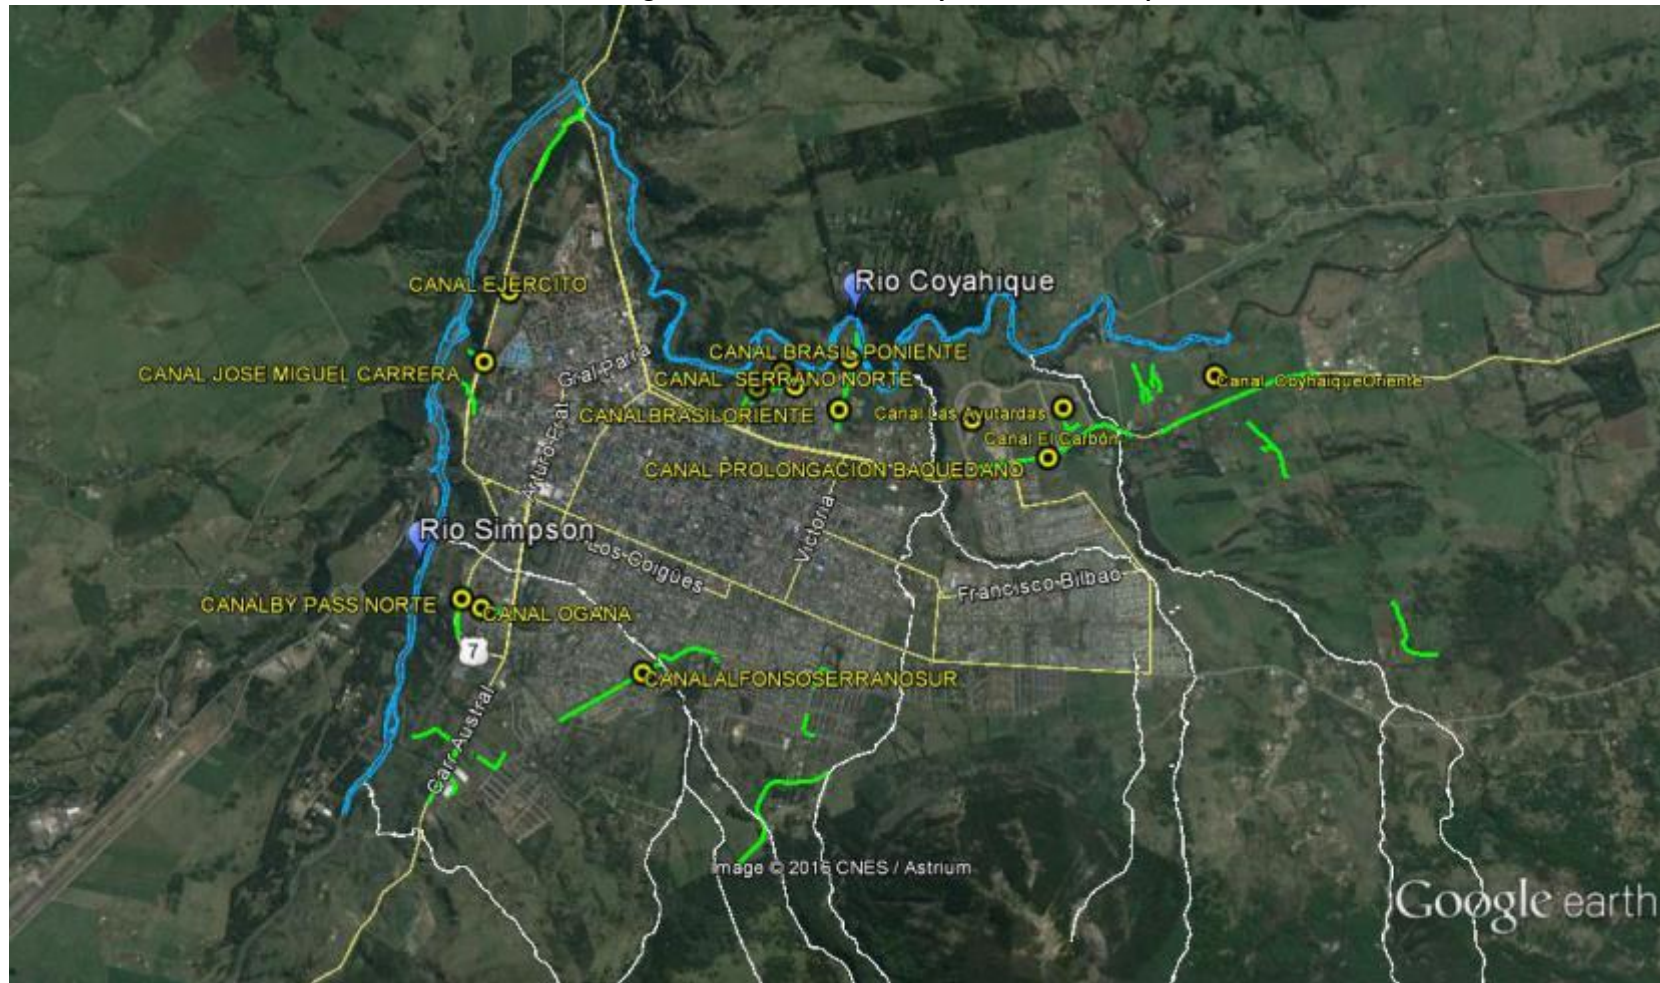 Rio Coyahique
CANAL EJERCITO
Gral Parra
CANAL BRASIL PONIENTE
CANAL JOSE MIGUEL CARRERA
CANAL SERRANO NORTE
Canal CoyhaiqueOriente
CANALBRASILORIENTE
Canal Las Avutardas
Arturo Prat
Canal El Carbón
CANAL PROLONGACION BAQUEDANO
Rio Simpson
Victoria
Los Coigües
Francisco Bilbao
CANALBY PASS NORTE
CANAL OGANA
7
CANALALFONSOSERRANOSUR
Carr Austral
Image © 2016 CNES / Astrium
Google earth